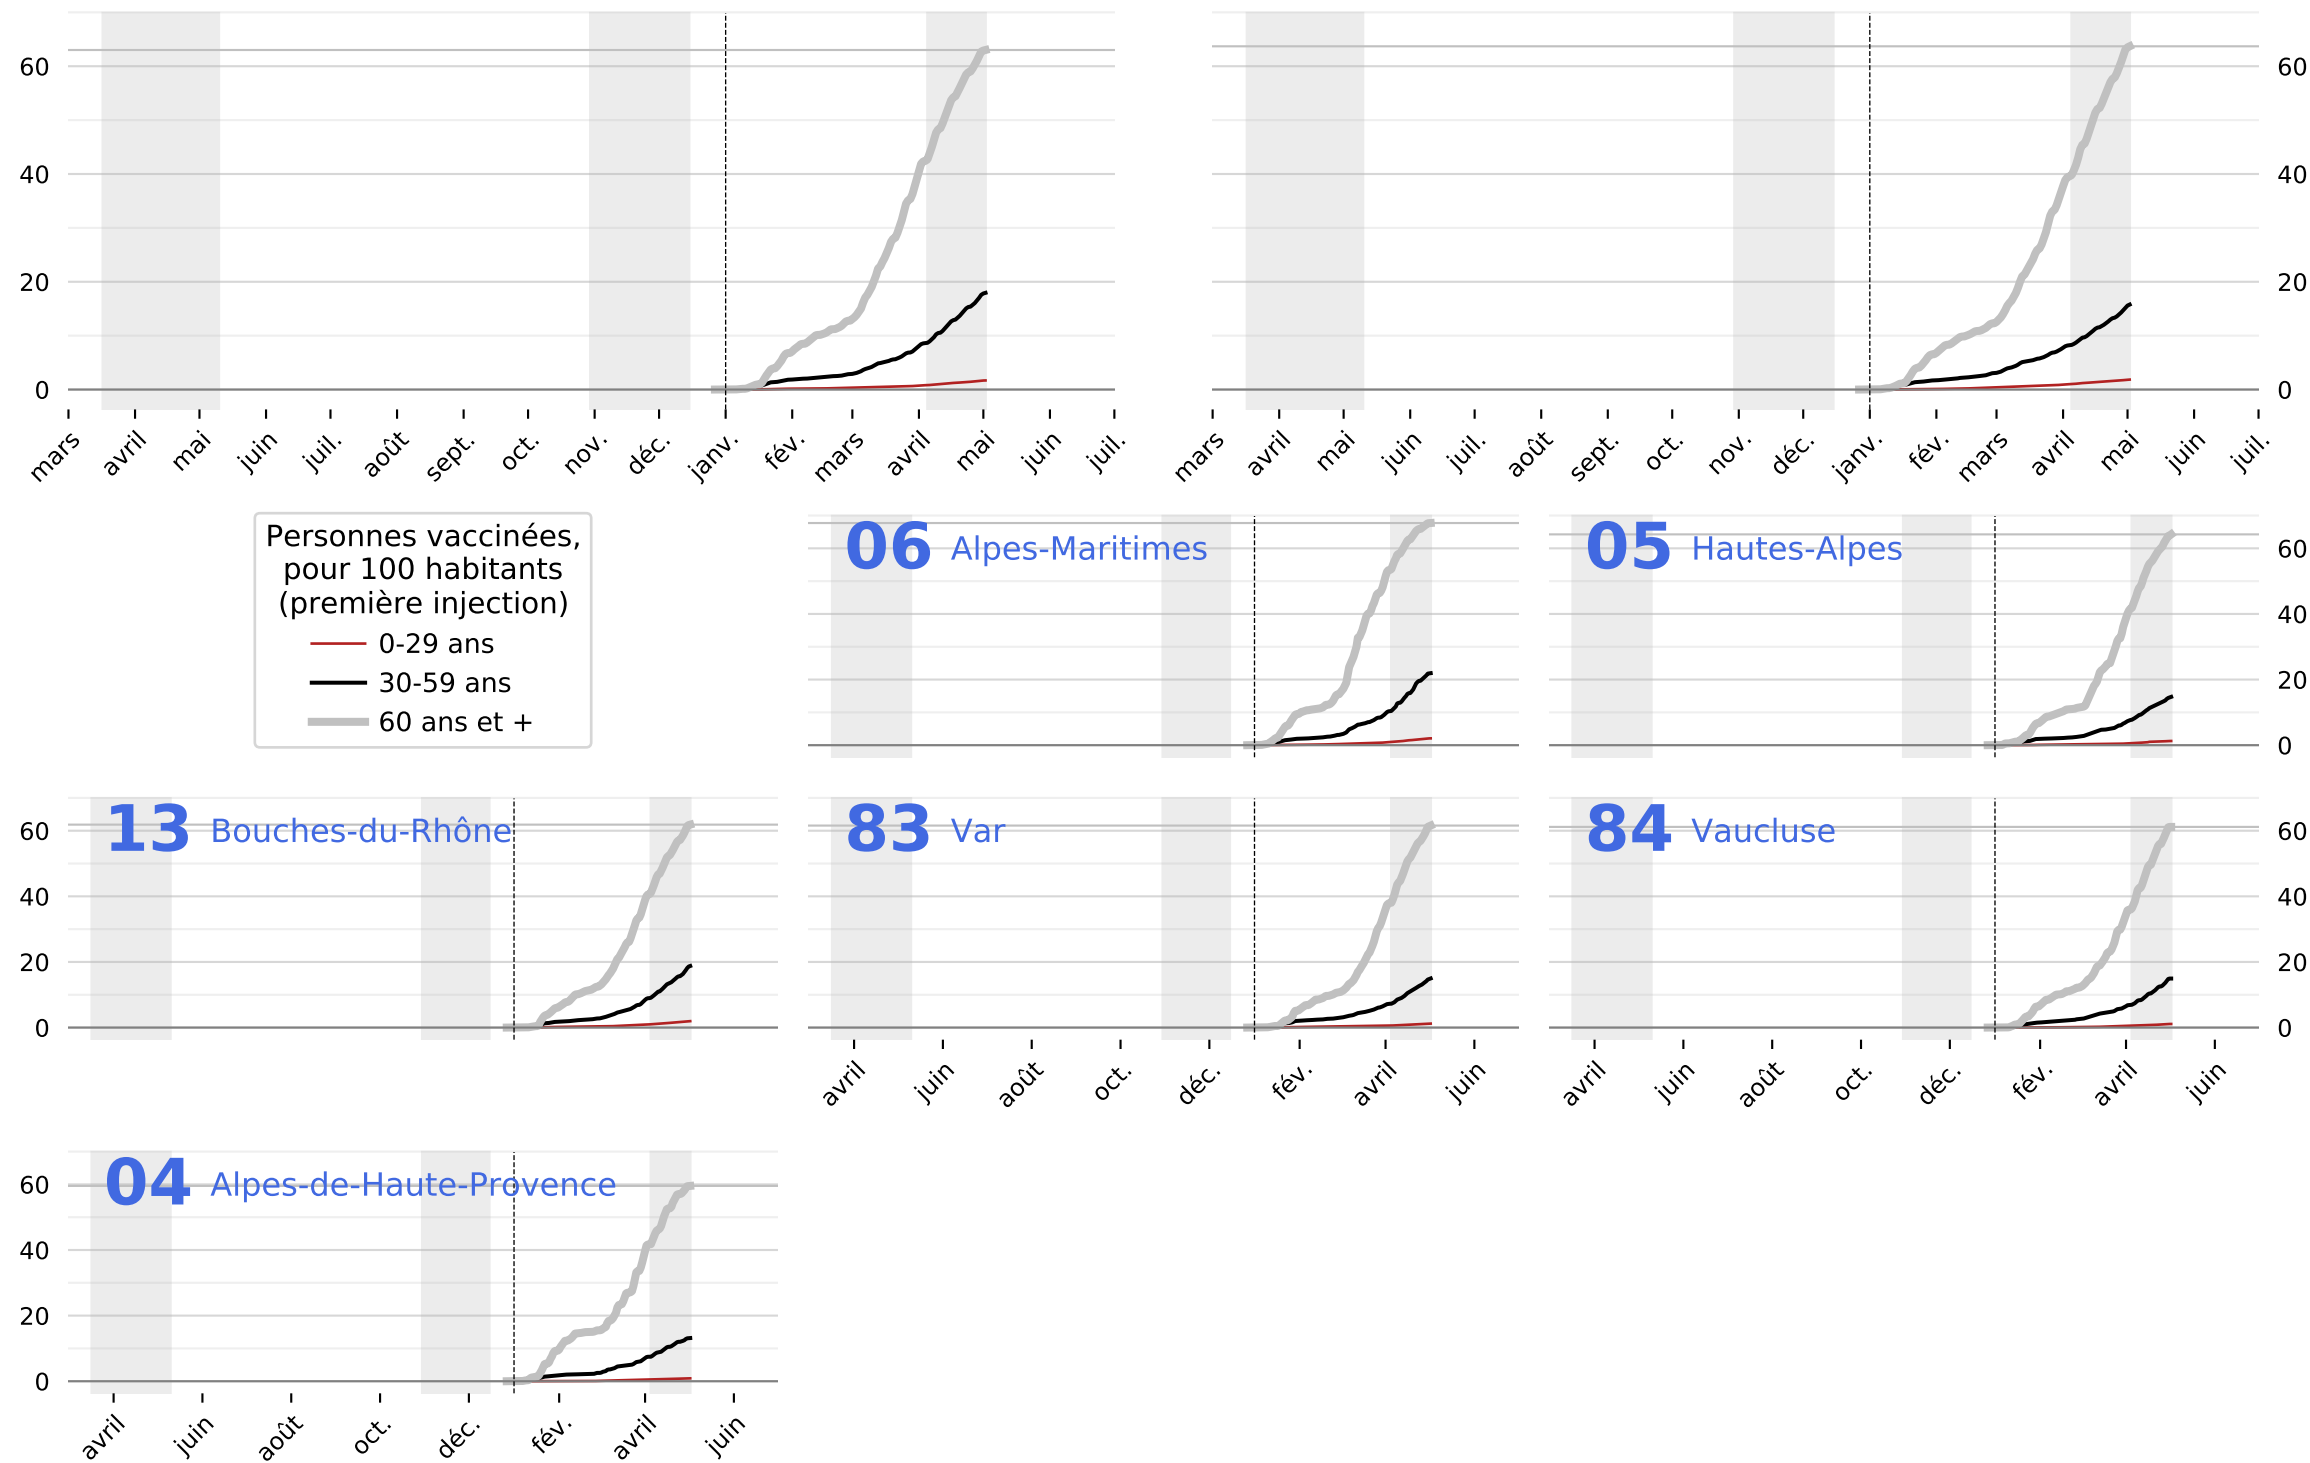 60
40
20
0
mars
avril
mai
juin
juil.
août
sept.
oct.
nov.
déc.
janv.
fév.
mars
avril
mai
juin
juil.
60
40
20
0
mars
avril
mai
juin
juil.
août
sept.
oct.
nov.
déc.
janv.
fév.
mars
avril
mai
juin
juil.
Personnes vaccinées,
pour 100 habitants
(première injection)
0-29 ans
30-59 ans
60 ans et +
06 Alpes-Maritimes
05 Hautes-Alpes
60
40
20
0
60
40
20
0
13 Bouches-du-Rhône
83 Var
avril
juin
août
oct.
déc.
fév.
avril
juin
84 Vaucluse
60
40
20
0
avril
juin
août
oct.
déc.
fév.
avril
juin
60
40
20
0
04 Alpes-de-Haute-Provence
avril
juin
août
oct.
déc.
fév.
avril
juin